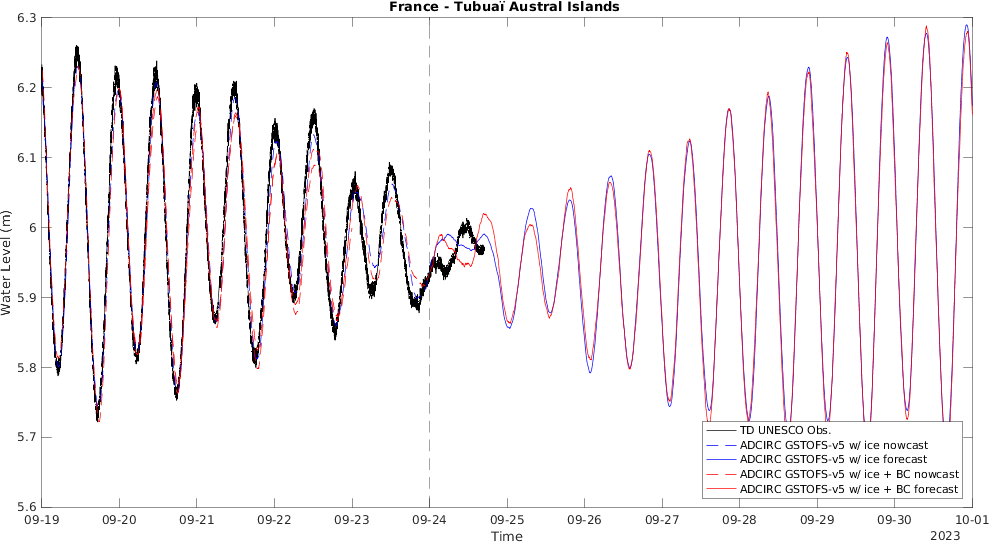 France - Tubuaï Austral Islands
Water Level (m)
6.3
6.2
6.1
6
5.9
5.8
5.7
5.6
TD UNESCO Obs.
ADCIRC GSTOFS-v5 w/ ice nowcast
ADCIRC GSTOFS-v5 w/ ice forecast
ADCIRC GSTOFS-v5 w/ ice + BC nowcast
ADCIRC GSTOFS-v5 w/ ice + BC forecast
09-19 09-20 09-21 09-22 09-23 09-24 09-25 09-26 09-27 09-28 09-29 09-30 10-01
Time
2023